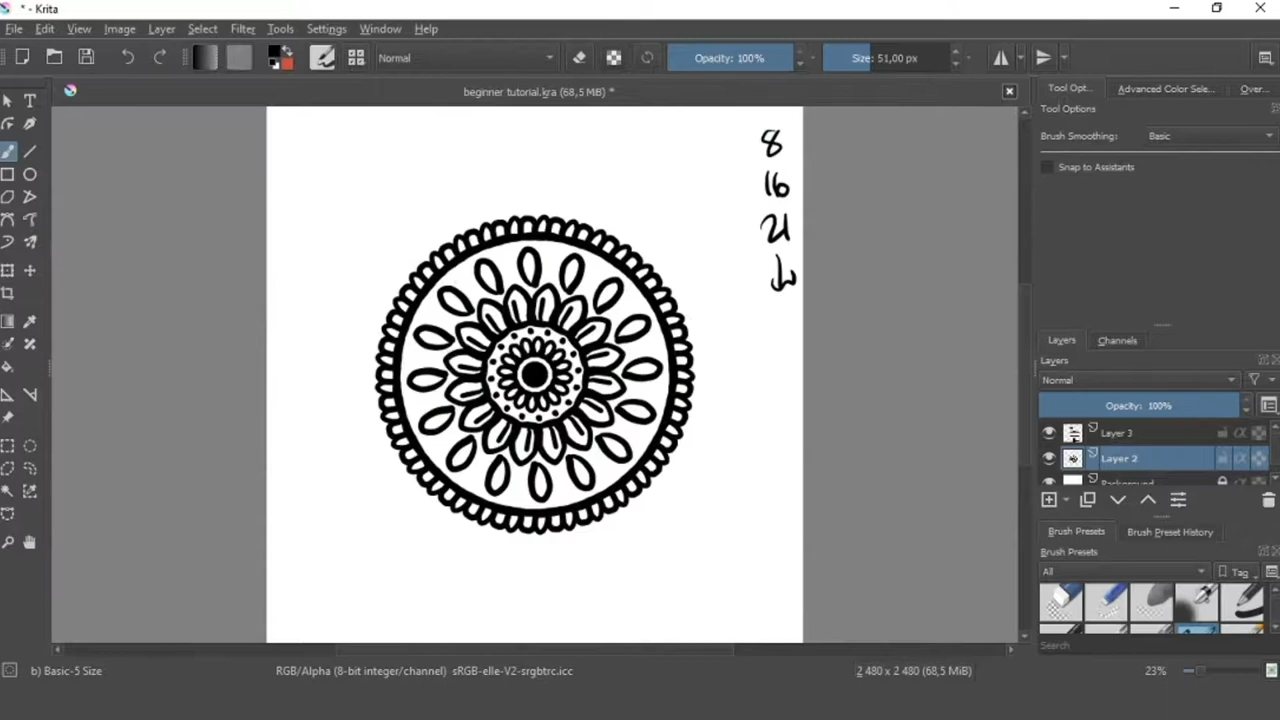 * - Krita
File Edit View Image Layer Select Filter Tools Settings Window Help
Normal Opacity: 100% Size: 51,00 px
beginner tutorial.kra (68,5 MiB) *
Tool Opt... Advanced Color Sele... Over...
Tool Options
Brush Smoothing: Basic
Snap to Assistants
8
16
21
Layers Channels
Layers
Normal
Opacity: 100%
Layer 3
Layer 2
Background
Brush Presets Brush Preset History
Brush Presets
All Tag
Search
b) Basic-5 Size RGB/Alpha (8-bit integer/channel) sRGB-elle-V2-srgbtrc.icc 2 480 x 2 480 (68,5 MiB) 23%